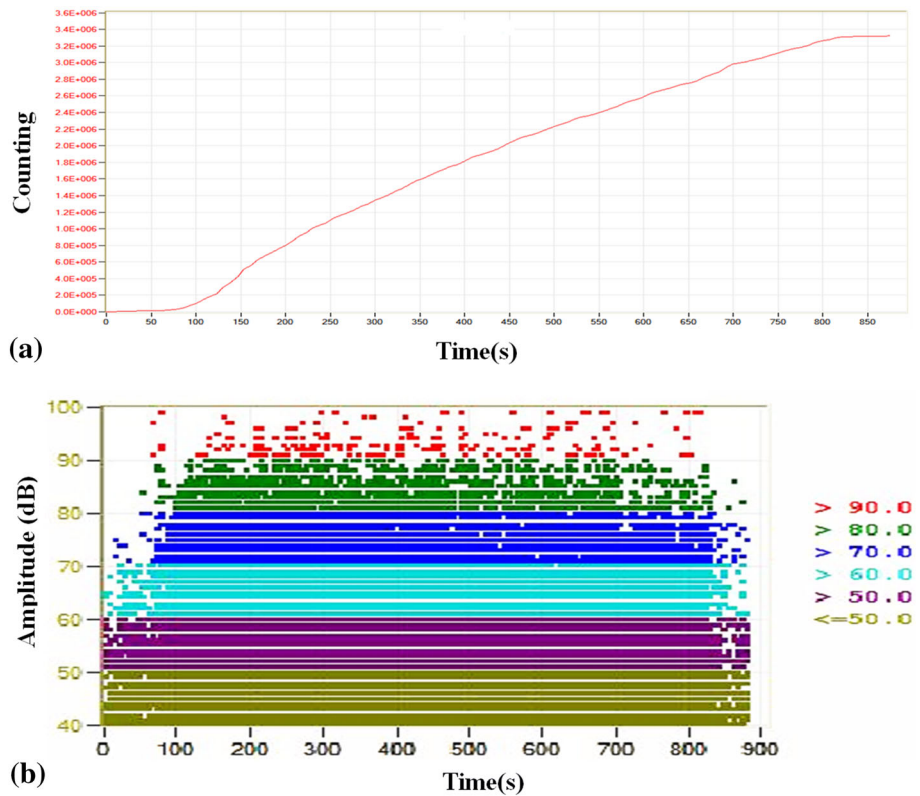 3.6E+006
3.4E+006
3.2E+006
3.0E+006
2.8E+006
2.6E+006
2.4E+006
2.2E+006
2.0E+006
1.8E+006
1.6E+006
1.4E+006
1.2E+006
1.0E+006
8.0E+005
6.0E+005
4.0E+005
2.0E+005
0.0E+000
Counting
0 50 100 150 200 250 300 350 400 450 500 550 600 650 700 750 800 850
(a)
Time(s)
100
90
80
70
60
50
40
Amplitude (dB)
> 90.0
> 80.0
> 70.0
> 60.0
> 50.0
<=50.0
0 100 200 300 400 500 600 700 800 900
(b)
Time(s)